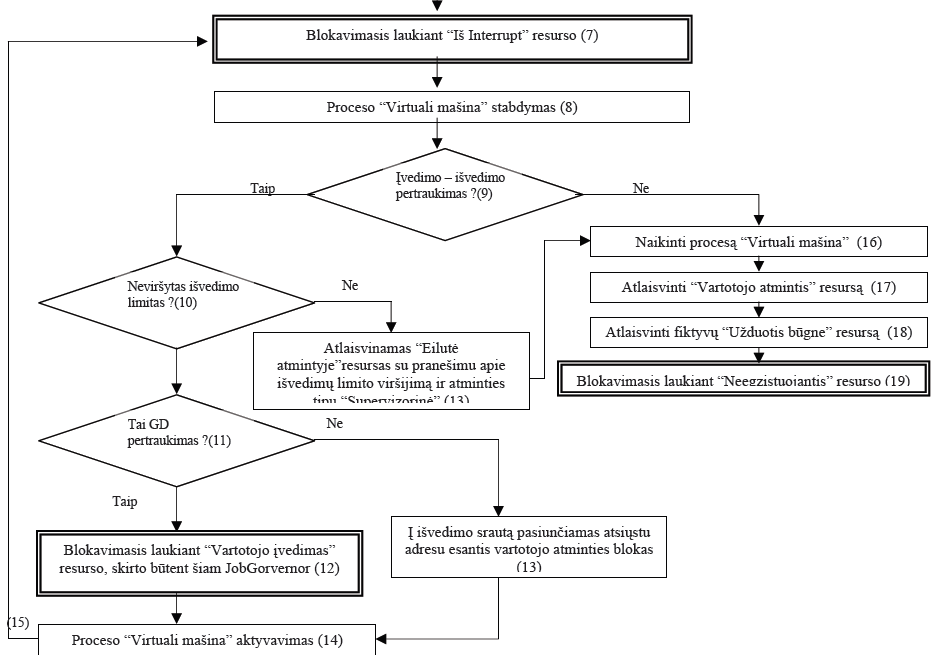 Blokavimasis laukiant “Iš Interrupt” resurso (7)
Proceso “Virtuali mašina” stabdymas (8)
Įvedimo – išvedimo
pertraukimas ?(9)
Taip
Ne
Naikinti procesą “Virtuali mašina” (16)
Atlaisvinti “Vartotojo atmintis” resursą (17)
Atlaisvinti fiktyvų “Užduotis būgne” resursą (18)
Blokavimasis laukiant “Neegzistuojantis” resurso (19)
Neviršytas išvedimo
limitas ?(10)
Ne
Atlaisvinamas “Eilutė
atmintyje”resursas su pranešimu apie
išvedimų limito viršijimą ir atminties
tipu “Supervizorinė” (13)
Tai GD
pertraukimas ?(11)
Ne
Taip
Į išvedimo srautą pasiunčiamas atsiųstu
adresu esantis vartotojo atminties blokas
(13)
Blokavimasis laukiant “Vartotojo įvedimas”
resurso, skirto būtent šiam JobGorvernor (12)
(15)
Proceso “Virtuali mašina” aktyvavimas (14)